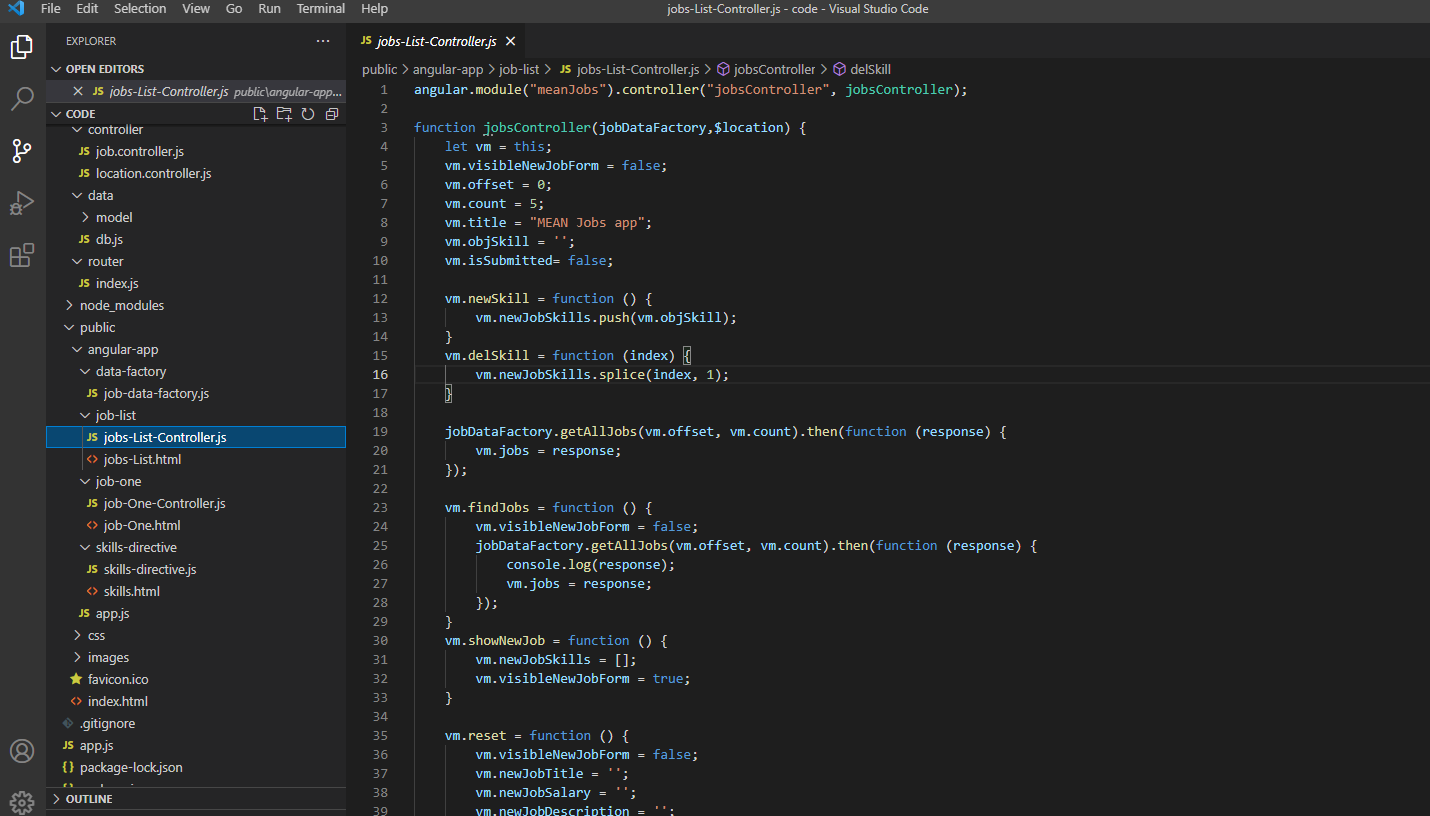 File Edit Selection View Go Run Terminal Help jobs-List-Controller.js - code - Visual Studio Code
EXPLORER
OPEN EDITORS
JS jobs-List-Controller.js public\angular-app...
CODE
controller
JS job.controller.js
JS location.controller.js
data
model
JS db.js
router
JS index.js
node_modules
public
angular-app
data-factory
JS job-data-factory.js
job-list
JS jobs-List-Controller.js
jobs-List.html
job-one
JS job-One-Controller.js
job-One.html
skills-directive
JS skills-directive.js
skills.html
JS app.js
css
images
favicon.ico
index.html
.gitignore
JS app.js
{} package-lock.json
OUTLINE
JS jobs-List-Controller.js
public > angular-app > job-list > JS jobs-List-Controller.js > jobsController > delSkill
1 angular.module("meanJobs").controller("jobsController", jobsController);
2
3 function jobsController(jobDataFactory,$location) {
4 let vm = this;
5 vm.visibleNewJobForm = false;
6 vm.offset = 0;
7 vm.count = 5;
8 vm.title = "MEAN Jobs app";
9 vm.objSkill = '';
10 vm.isSubmitted= false;
11
12 vm.newSkill = function () {
13 vm.newJobSkills.push(vm.objSkill);
14 }
15 vm.delSkill = function (index) {
16 vm.newJobSkills.splice(index, 1);
17 }
18
19 jobDataFactory.getAllJobs(vm.offset, vm.count).then(function (response) {
20 vm.jobs = response;
21 });
22
23 vm.findJobs = function () {
24 vm.visibleNewJobForm = false;
25 jobDataFactory.getAllJobs(vm.offset, vm.count).then(function (response) {
26 console.log(response);
27 vm.jobs = response;
28 });
29 }
30 vm.showNewJob = function () {
31 vm.newJobSkills = [];
32 vm.visibleNewJobForm = true;
33 }
34
35 vm.reset = function () {
36 vm.visibleNewJobForm = false;
37 vm.newJobTitle = '';
38 vm.newJobSalary = '';
39 vm.newJobDescription = '';